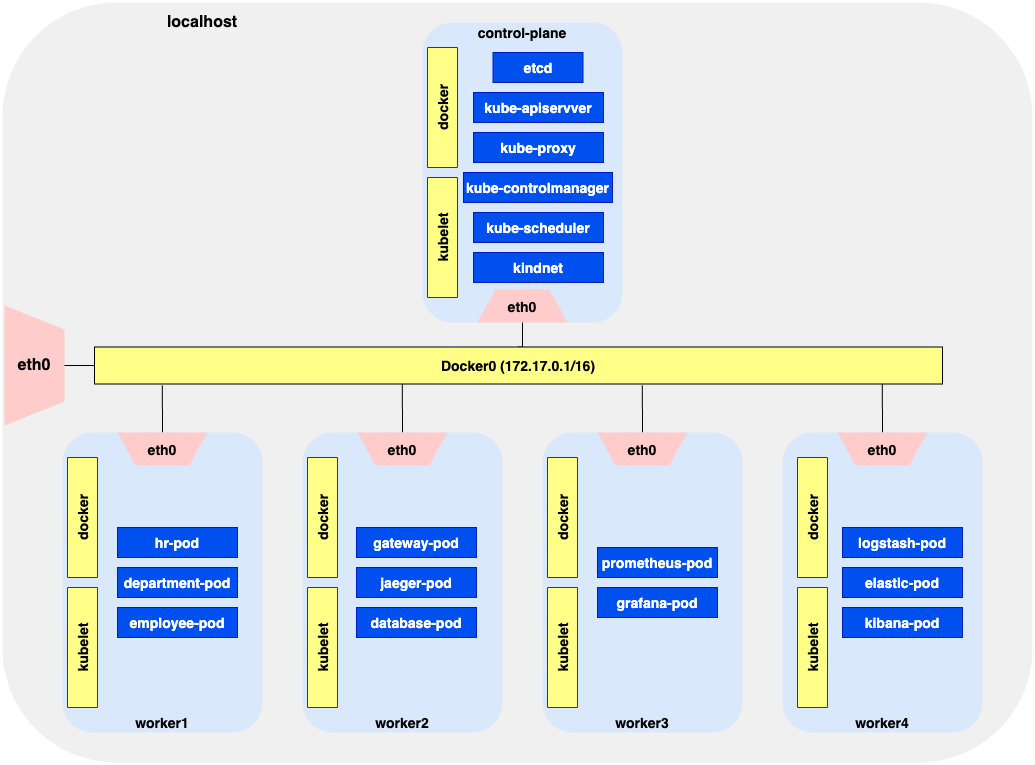 localhost
control-plane
docker
kubelet
etcd
kube-apiservver
kube-proxy
kube-controlmanager
kube-scheduler
kindnet
eth0
eth0
Docker0 (172.17.0.1/16)
eth0
docker
kubelet
hr-pod
department-pod
employee-pod
worker1
eth0
docker
kubelet
gateway-pod
jaeger-pod
database-pod
worker2
eth0
docker
kubelet
prometheus-pod
grafana-pod
worker3
eth0
docker
kubelet
logstash-pod
elastic-pod
kibana-pod
worker4